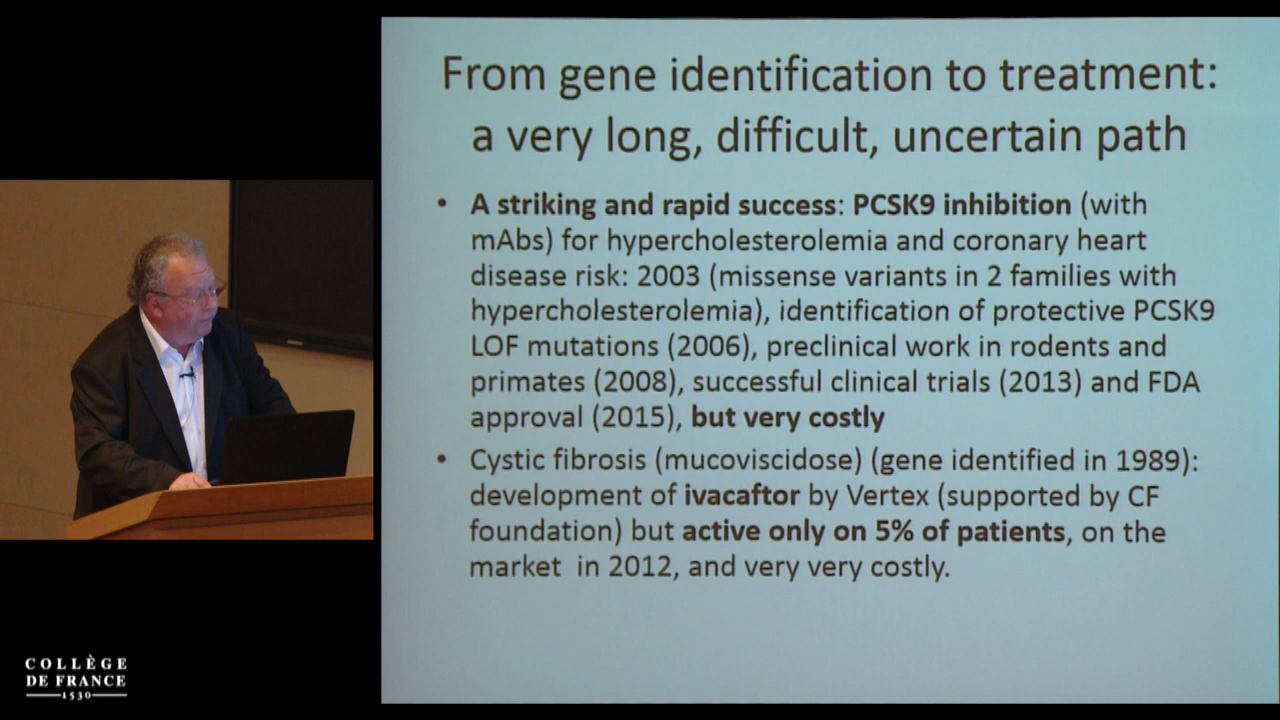 From gene identification to treatment:
a very long, difficult, uncertain path
• A striking and rapid success: PCSK9 inhibition (with
mAbs) for hypercholesterolemia and coronary heart
disease risk: 2003 (missense variants in 2 families with
hypercholesterolemia), identification of protective PCSK9
LOF mutations (2006), preclinical work in rodents and
primates (2008), successful clinical trials (2013) and FDA
approval (2015), but very costly
• Cystic fibrosis (mucoviscidose) (gene identified in 1989):
development of ivacaftor by Vertex (supported by CF
foundation) but active only on 5% of patients, on the
market in 2012, and very very costly.
COLLÈGE
DE FRANCE
1530